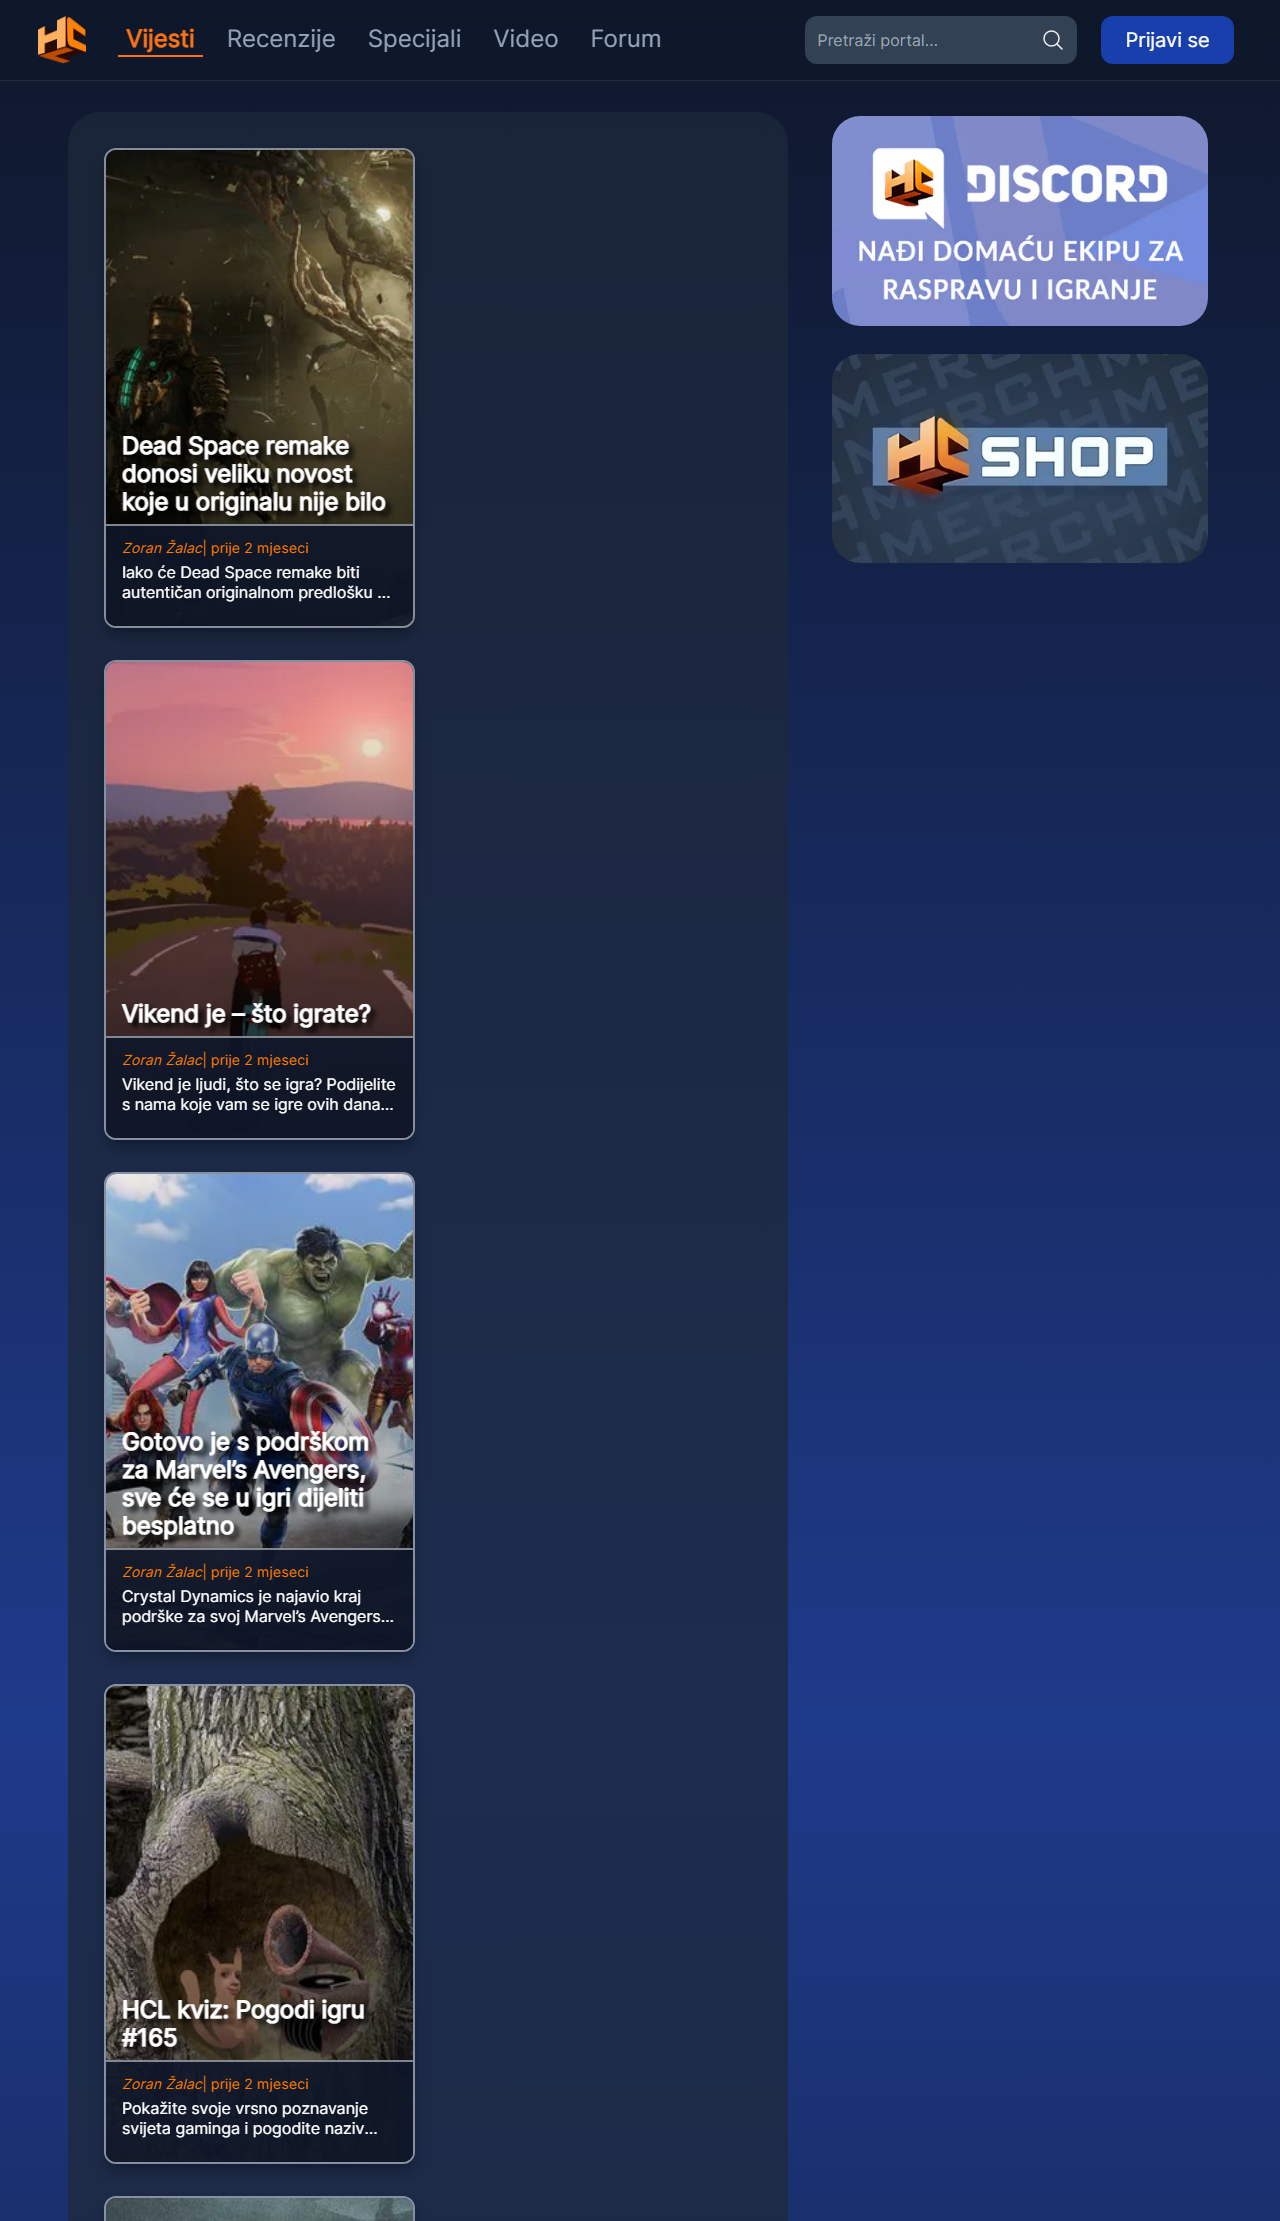 HC
Vijesti
Recenzije
Specijali
Video
Forum
Pretraži portal...
Prijavi se
Dead Space remake
donosi veliku novost
koje u originalu nije bilo
Zoran Žalac| prije 2 mjeseci
Iako će Dead Space remake biti
autentičan originalnom predlošku ...
HC DISCORD
NAĐI DOMAĆU EKIPU ZA
RASPRAVU I IGRANJE
MERCH
HC SHOP
Vikend je – što igrate?
Zoran Žalac| prije 2 mjeseci
Vikend je ljudi, što se igra? Podijelite
s nama koje vam se igre ovih dana...
Gotovo je s podrškom
za Marvel’s Avengers,
sve će se u igri dijeliti
besplatno
Zoran Žalac| prije 2 mjeseci
Crystal Dynamics je najavio kraj
podrške za svoj Marvel’s Avengers...
HCL kviz: Pogodi igru
#165
Zoran Žalac| prije 2 mjeseci
Pokažite svoje vrsno poznavanje
svijeta gaminga i pogodite naziv...